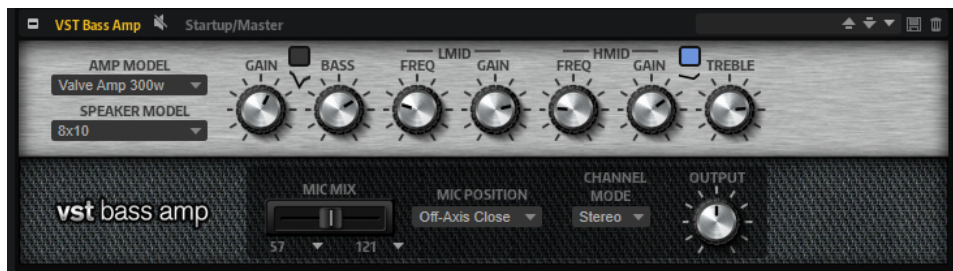 VST Bass Amp Startup/Master
AMP MODEL
Valve Amp 300w
SPEAKER MODEL
8x10
GAIN BASS
LMID
FREQ GAIN
HMID
FREQ GAIN TREBLE
vst bass amp
MIC MIX
57 121
MIC POSITION
Off-Axis Close
CHANNEL
MODE
Stereo
OUTPUT